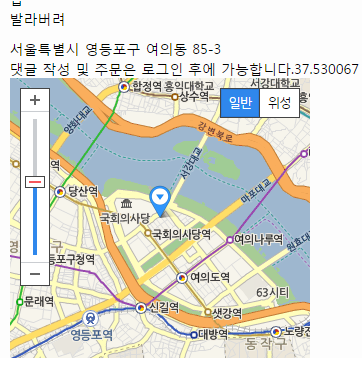 발라버려
서울특별시 영등포구 여의동 85-3
댓글 작성 및 주문은 로그인 후에 가능합니다.37.530067
합정역 홍익대학교
상수역
서강대학교
일반 위성
양화대교
강변북로
서강대교
당산역
마포대교
국회의사당
국회의사당역
여의나루역
원효대교
등포구청역
여의도역
63시티
문래역
신길역
샛강역
영등포역
대방역
노량진
동작구